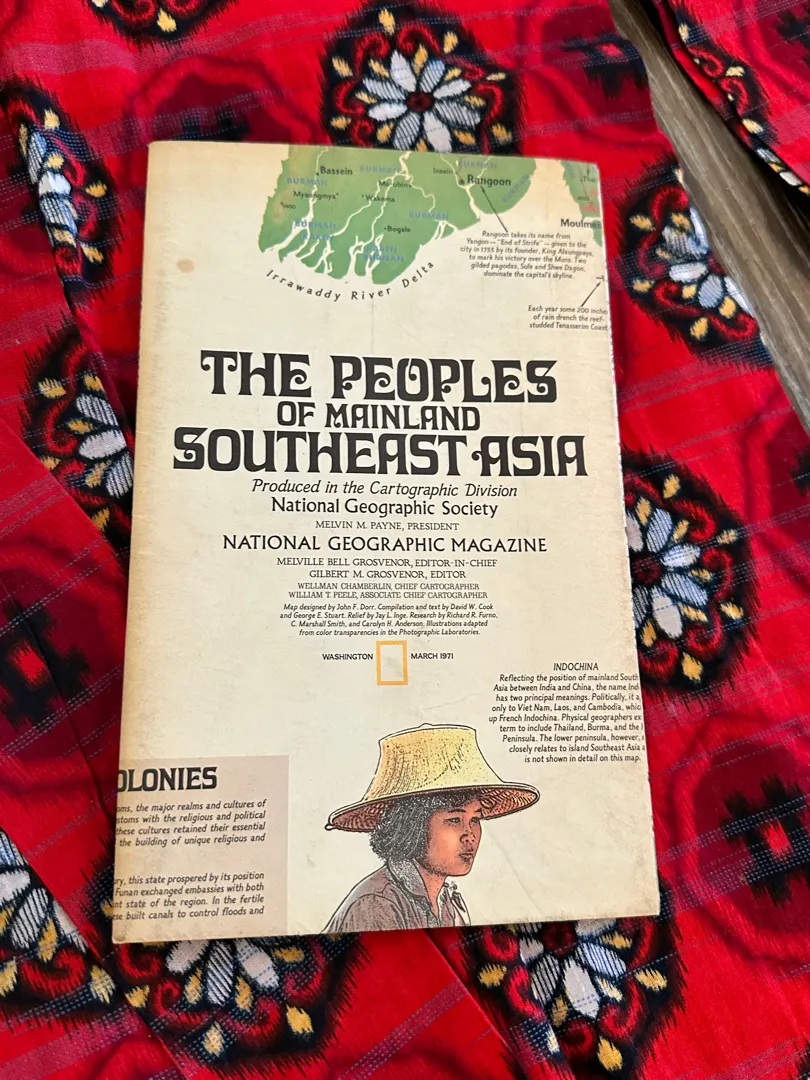 Bassein
BURMAN
BURMAN
Insein
BURMAN
Rangoon
BURMAN
Myaungmya
Wakema
BURMAN
Bogale
BURMAN
Moulme
Irrawaddy River Delta
Rangoon takes its name from
Yangon—"End of Strife"—given to the
city in 1755 by its founder, King Alaungpaya,
to mark his victory over the Mons. Two
gilded pagodas, Sule and Shwe Dagon,
dominate the capital's skyline.
Each year some 200 inches
of rain drench the reef-
studded Tenasserim Coast
THE PEOPLES
OF MAINLAND
SOUTHEAST ASIA
Produced in the Cartographic Division
National Geographic Society
MELVIN M. PAYNE, PRESIDENT
NATIONAL GEOGRAPHIC MAGAZINE
MELVILLE BELL GROSVENOR, EDITOR-IN-CHIEF
GILBERT M. GROSVENOR, EDITOR
WELLMAN CHAMBERLIN, CHIEF CARTOGRAPHER
WILLIAM T. PEELE, ASSOCIATE CHIEF CARTOGRAPHER
Map designed by John F. Dorr. Compilation and text by David W. Cook
and George E. Stuart. Relief by Jay L. Inge. Research by Richard R. Furno,
C. Marshall Smith, and Carolyn H. Anderson. Illustrations adapted
from color transparencies in the Photographic Laboratories.
WASHINGTON MARCH 1971
INDOCHINA
Reflecting the position of mainland South
Asia between India and China, the name Ind
has two principal meanings. Politically, it a
only to Viet Nam, Laos, and Cambodia, whic
up French Indochina. Physical geographers ex
term to include Thailand, Burma, and the
Peninsula. The lower peninsula, however,
closely relates to island Southeast Asia a
is not shown in detail on this map.
OLONIES
oms, the major realms and cultures of
stoms with the religious and political
these cultures retained their essential
the building of unique religious and
ry, this state prospered by its position
Funan exchanged embassies with both
nt state of the region. In the fertile
se built canals to control floods and